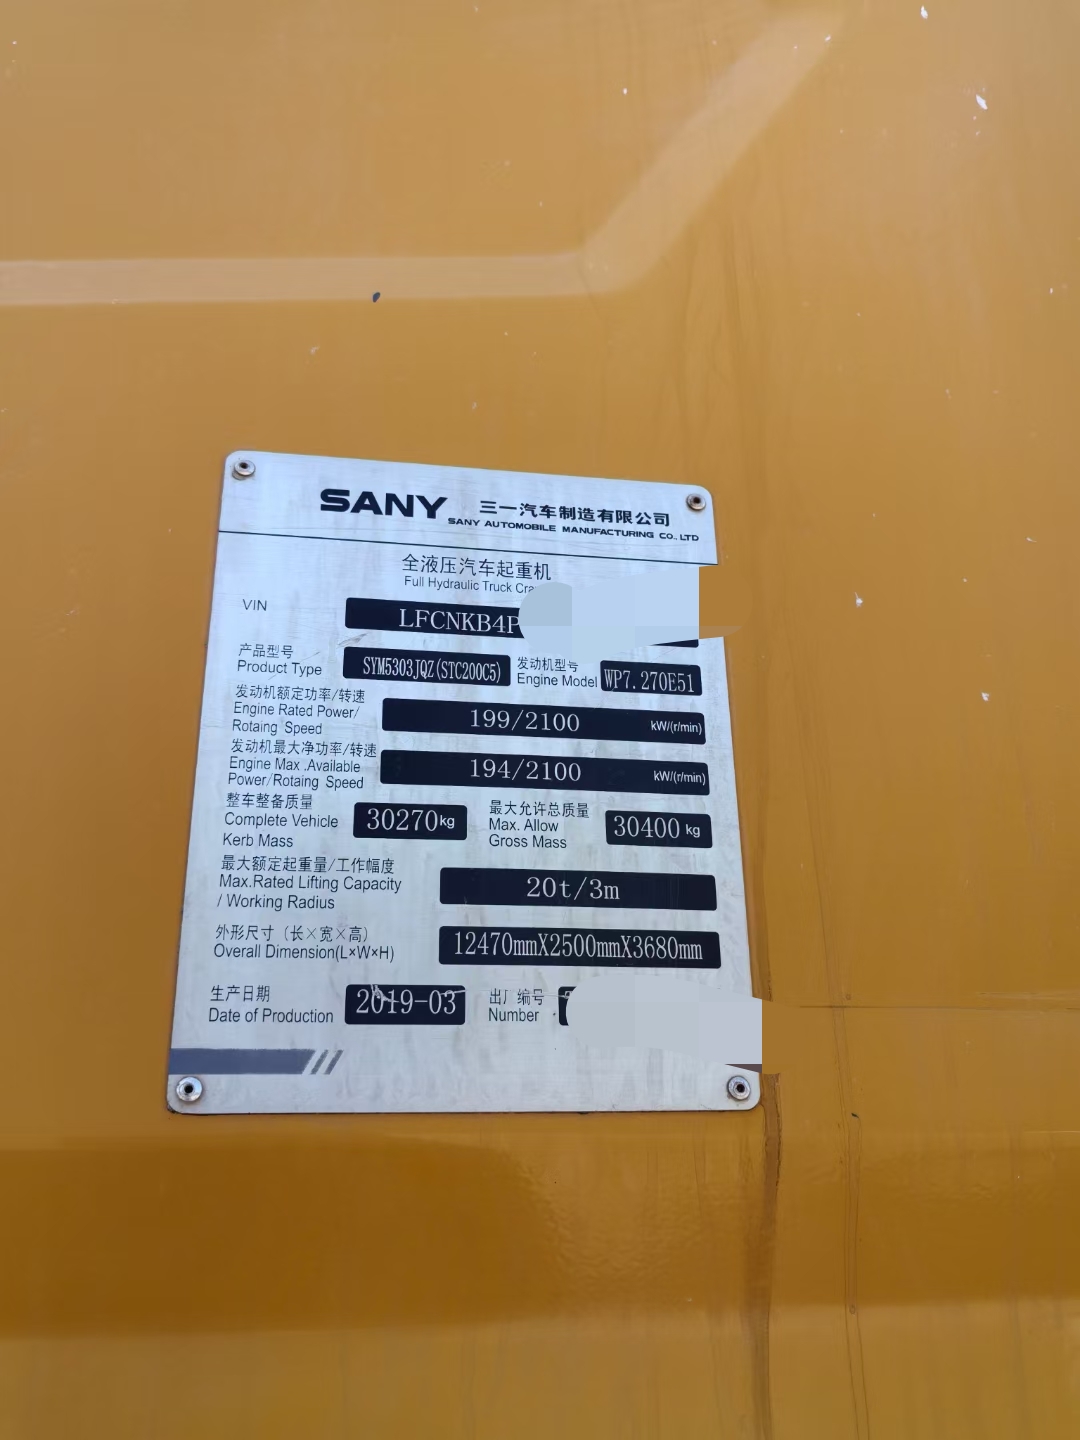 SANY 三一汽车制造有限公司
SANY AUTOMOBILE MANUFACTURING CO., LTD
全液压汽车起重机
Full Hydraulic Truck
VIN LFCNKB4P
产品型号
Product Type SYM5303JQZ(STC200C5)
发动机型号
Engine Model WP7.270E51
发动机额定功率/转速
Engine Rated Power/
Rotaing Speed 199/2100 kW/(r/min)
发动机最大净功率/转速
Engine Max .Available
Power/Rotaing Speed 194/2100 kW/(r/min)
整车整备质量
Complete Vehicle
Kerb Mass 30270kg
最大允许总质量
Max. Allow
Gross Mass 30400 kg
最大额定起重量/工作幅度
Max.Rated Lifting Capacity
/ Working Radius 20t/3m
外形尺寸（长×宽×高）
Overall Dimension(L×W×H) 12470mmX2500mmX3680mm
生产日期
Date of Production 2019-03
出厂编号
Number